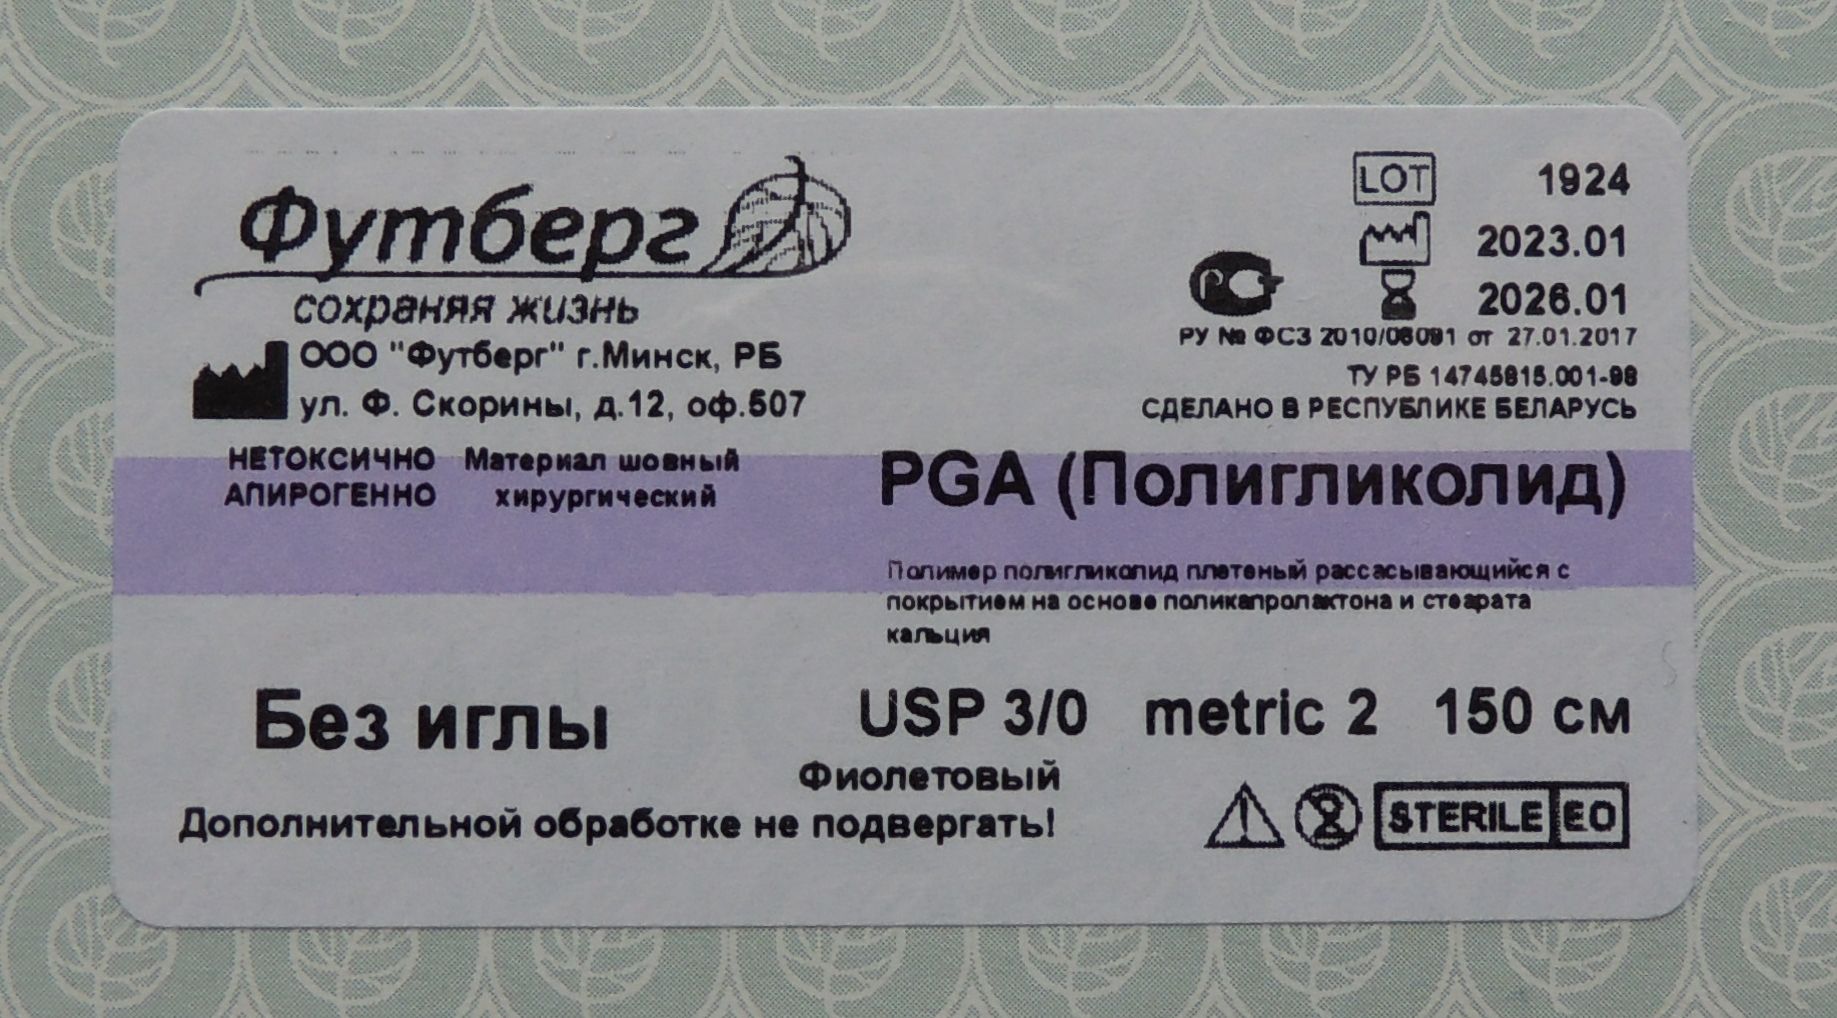 Футберг
сохраняя жизнь
ООО "Футберг" г.Минск, РБ
ул. Ф. Скорины, д.12, оф.507
LOT 1924
2023.01
2026.01
РУ № ФСЗ 2010/06091 от 27.01.2017
ТУ РБ 14745815.001-98
СДЕЛАНО В РЕСПУБЛИКЕ БЕЛАРУСЬ
НЕТОКСИЧНО
АПИРОГЕННО
Материал шовный
хирургический
PGA (Полигликолид)
Полимер полигликолид плетеный рассасывающийся с
покрытием на основе поликапролактона и стеарата
кальция
Без иглы
USP 3/0 metric 2 150 см
Фиолетовый
Дополнительной обработке не подвергать!
2
STERILE EO